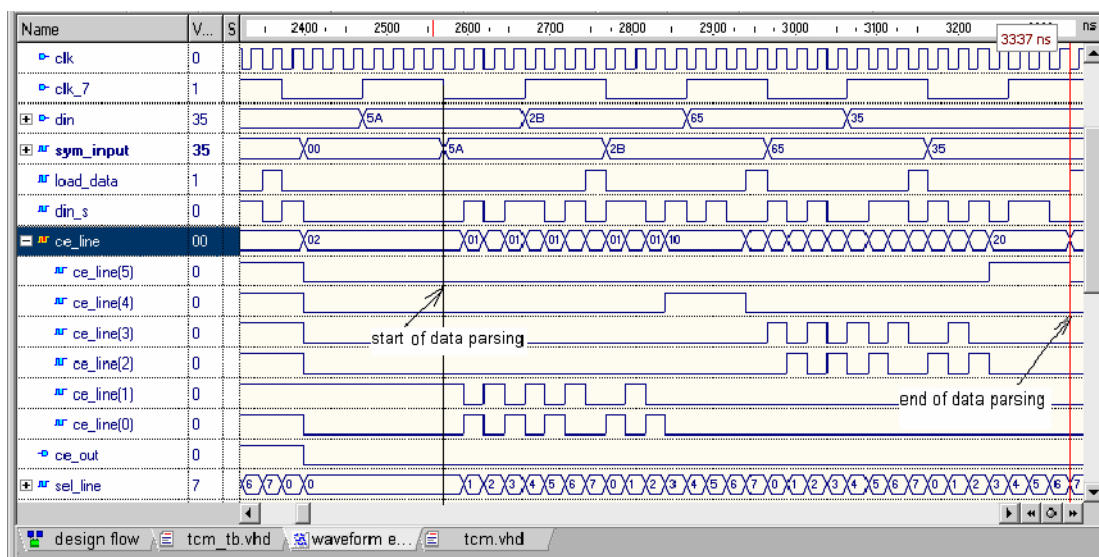 Name V... S 2400 2500 2600 2700 2800 2900 3000 3100 3200 ns
3337 ns
clk 0
clk_7 1
din 35 5A 2B 65 35
sym_input 35 00 5A 2B 65 35
load_data 1
din_s 0
ce_line 00 02 01 01 01 01 01 10 20
ce_line(5) 0
ce_line(4) 0
ce_line(3) 0
start of data parsing
ce_line(2) 0
ce_line(1) 0
end of data parsing
ce_line(0) 0
ce_out 0
sel_line 7 6 7 0 0 1 2 3 4 5 6 7 0 1 2 3 4 5 6 7 0 1 2 3 4 5 6 7 0 1 2 3 4 5 6 7
design flow tcm_tb.vhd waveform e... tcm.vhd